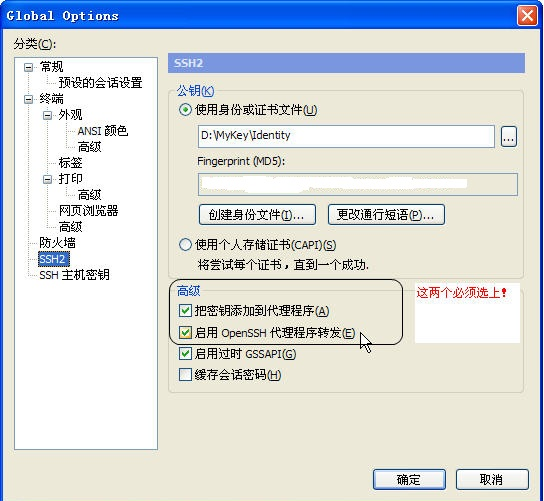 Global Options
分类(C):
常规
预设的会话设置
终端
外观
ANSI 颜色
高级
标签
打印
高级
网页浏览器
高级
防火墙
SSH2
SSH 主机密钥
SSH2
公钥(K)
使用身份或证书文件(U)
D:\MyKey\Identity
...
Fingerprint (MD5):
创建身份文件(I)...
更改通行短语(P)...
使用个人存储证书(CAPI)(S)
将尝试每个证书，直到一个成功.
高级
把密钥添加到代理程序(A)
启用 OpenSSH 代理程序转发(E)
启用过时 GSSAPI(G)
缓存会话密码(H)
这两个必须选上！
确定
取消